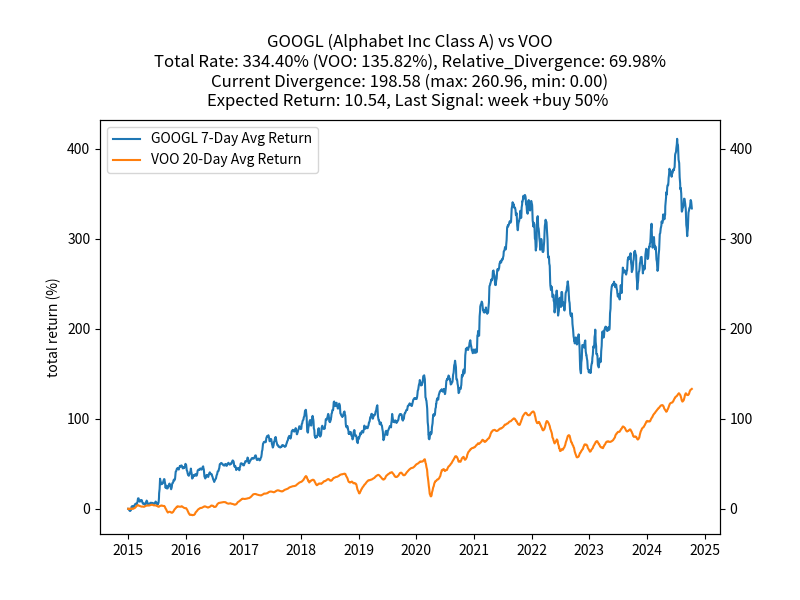 GOOGL (Alphabet Inc Class A) vs VOO
Total Rate: 334.40% (VOO: 135.82%), Relative_Divergence: 69.98%
Current Divergence: 198.58 (max: 260.96, min: 0.00)
Expected Return: 10.54, Last Signal: week +buy 50%
GOOGL 7-Day Avg Return
VOO 20-Day Avg Return
total return (%)
400
300
200
100
0
400
300
200
100
0
2015 2016 2017 2018 2019 2020 2021 2022 2023 2024 2025